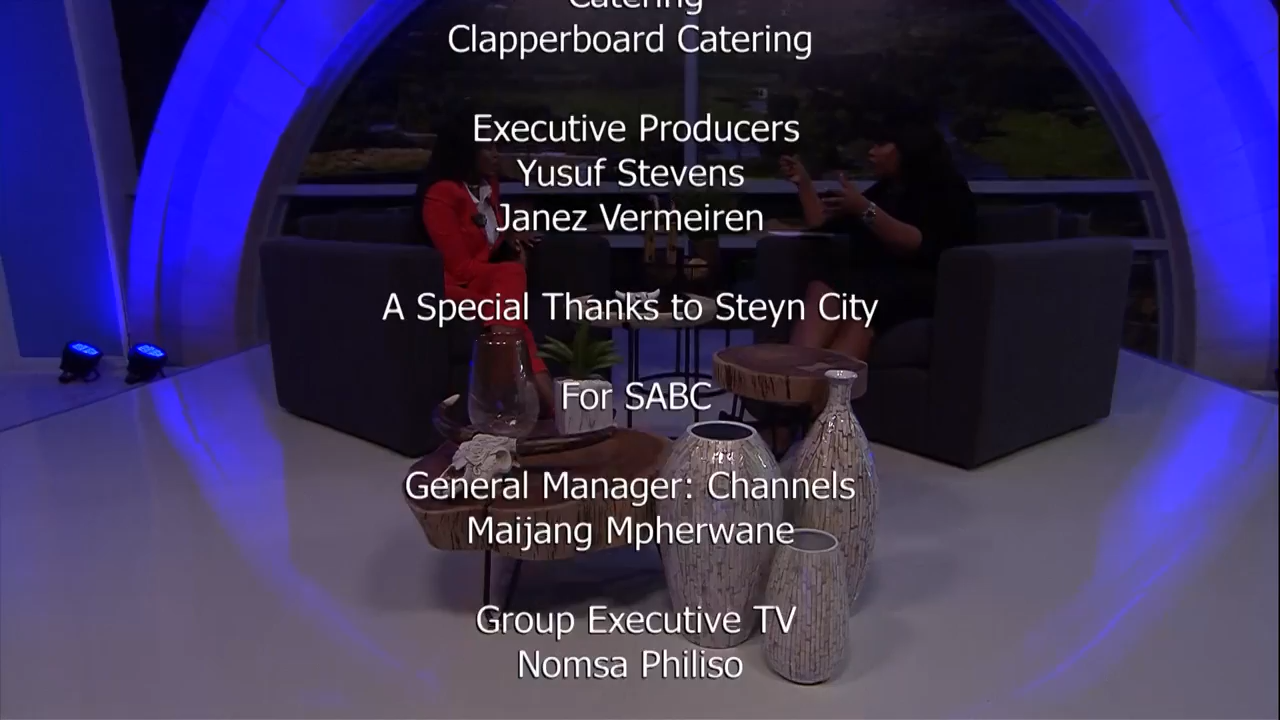 Catering
Clapperboard Catering
Executive Producers
Yusuf Stevens
Janez Vermeiren
A Special Thanks to Steyn City
For SABC
General Manager: Channels
Maijang Mpherwane
Group Executive TV
Nomsa Philiso